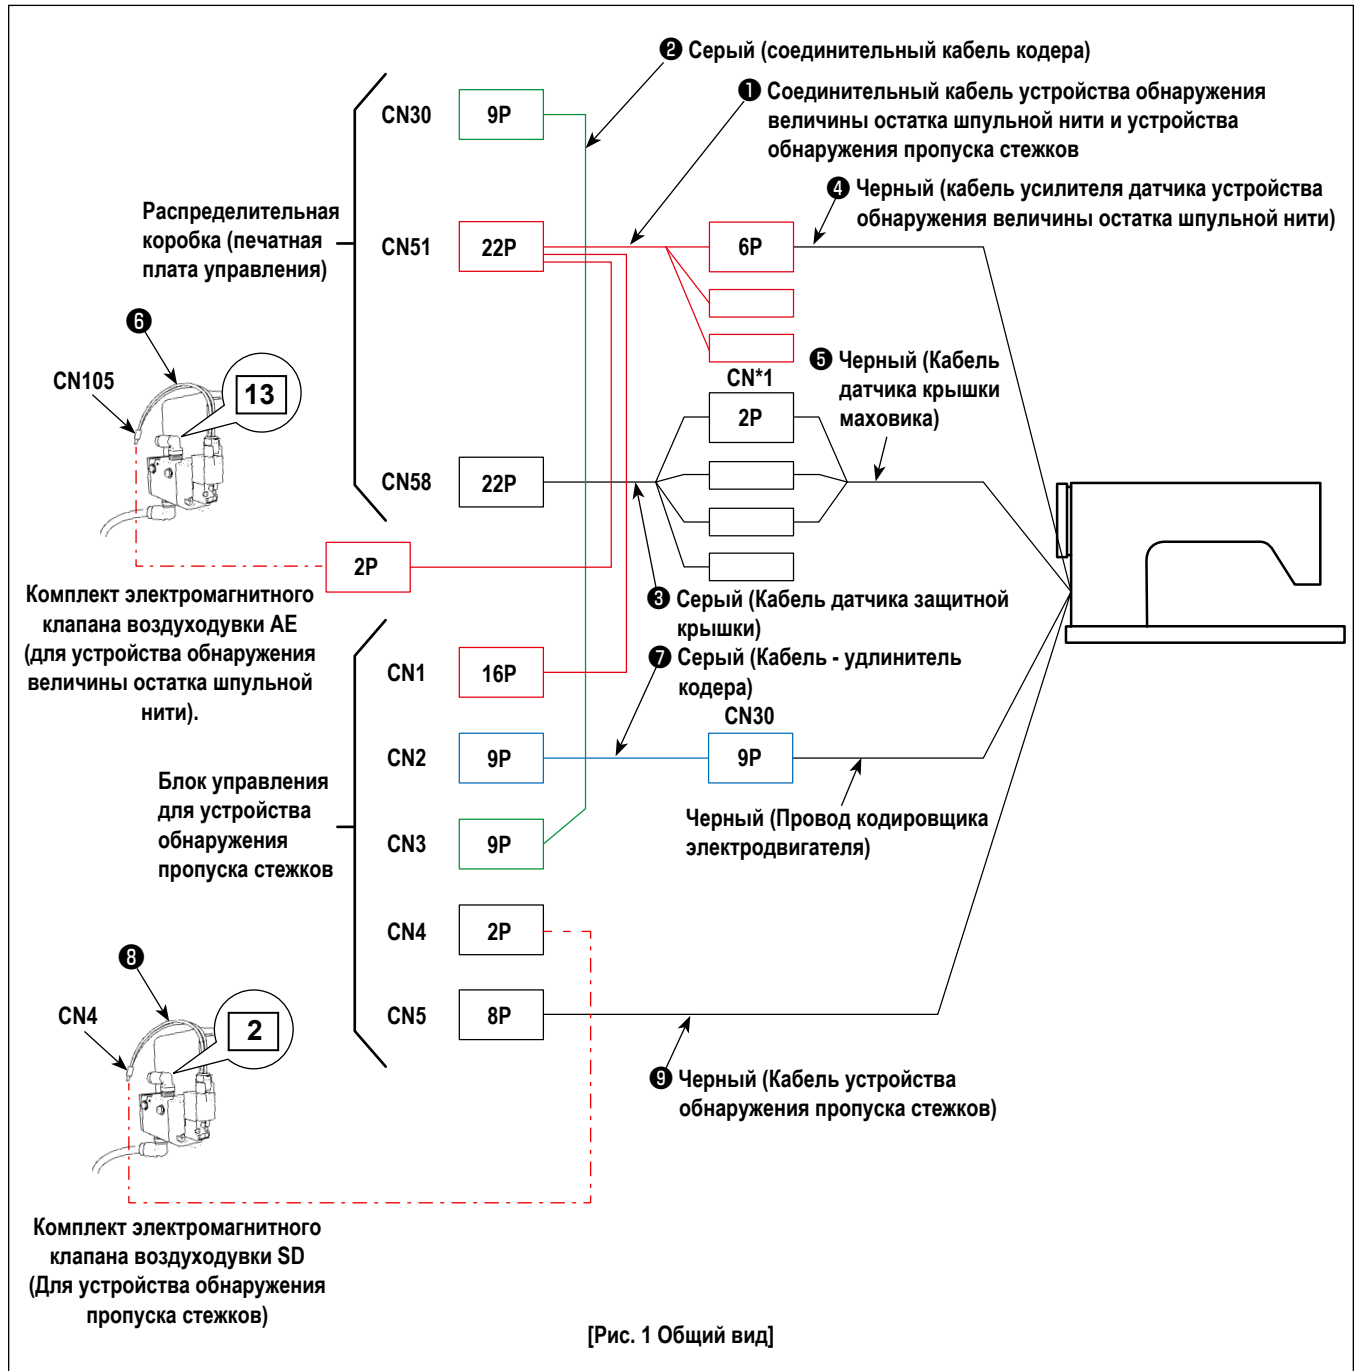 ❷ Серый (соединительный кабель кодера)
❶ Соединительный кабель устройства обнаружения
величины остатка шпульной нити и устройства
обнаружения пропуска стежков
CN30
9P
❹ Черный (кабель усилителя датчика устройства
обнаружения величины остатка шпульной нити)
Распределительная
коробка (печатная
плата управления)
CN51
22P
6P
❻
CN105
13
CN*1
2P
❺ Черный (Кабель
датчика крышки
маховика)
CN58
22P
2P
Комплект электромагнитного
клапана воздуходувки AE
(для устройства обнаружения
величины остатка шпульной
нити).
❸ Серый (Кабель датчика защитной
крышки)
❼ Серый (Кабель - удлинитель
кодера)
CN1
16P
CN30
CN2
9P
9P
Блок управления
для устройства
обнаружения
пропуска стежков
Черный (Провод кодировщика
электродвигателя)
CN3
9P
CN4
2P
❽
CN4
2
CN5
8P
❾ Черный (Кабель устройства
обнаружения пропуска стежков)
Комплект электромагнитного
клапана воздуходувки SD
(Для устройства обнаружения
пропуска стежков)
[Рис. 1 Общий вид]